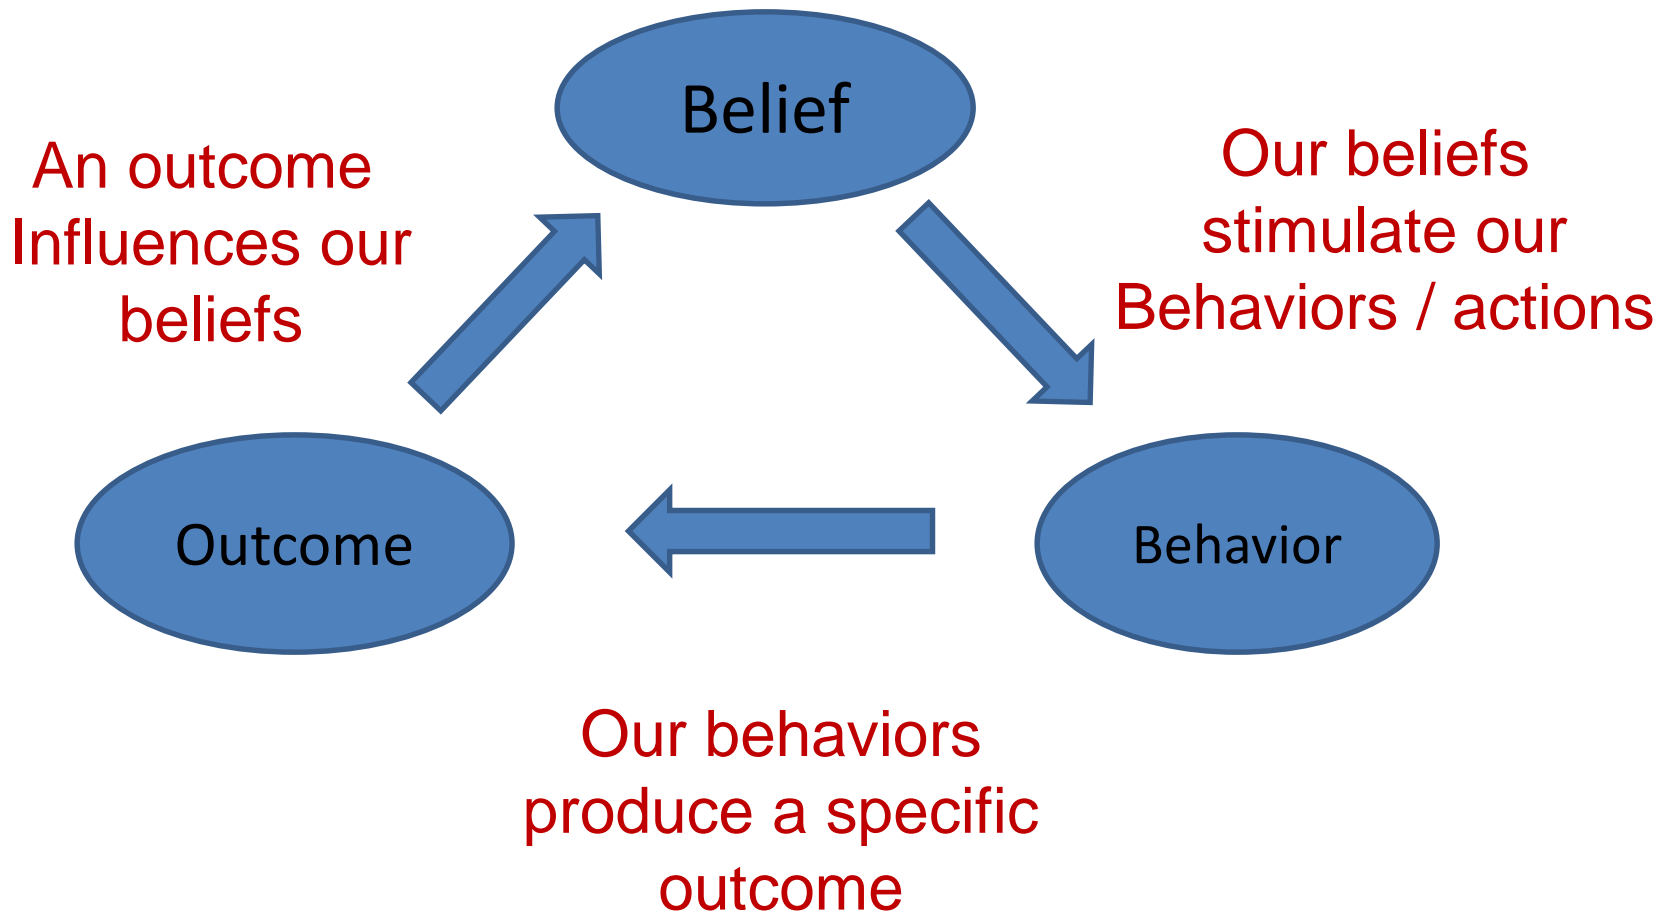 Belief
An outcome
Influences our
beliefs
Our beliefs
stimulate our
Behaviors / actions
Outcome
Behavior
Our behaviors
produce a specific
outcome